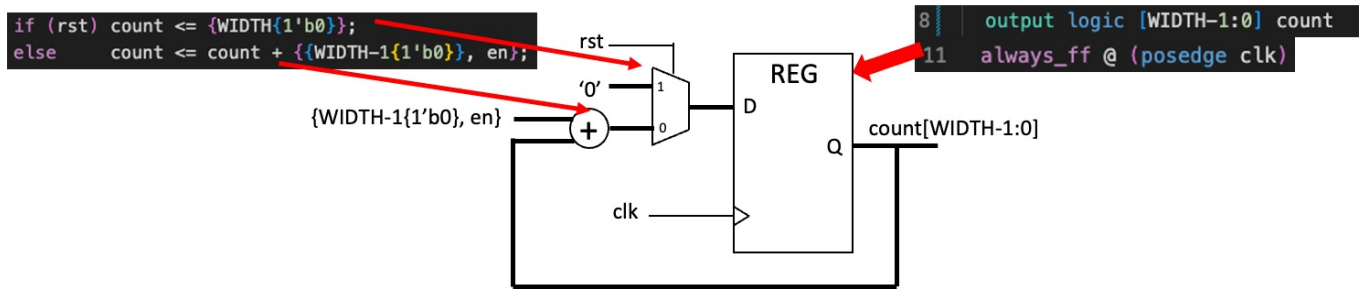 if (rst) count <= {WIDTH{1'b0}};
else count <= count + {{WIDTH-1{1'b0}}, en};
8 output logic [WIDTH-1:0] count
11 always_ff @ (posedge clk)
rst
REG
‘0’
1
D
{WIDTH-1{1’b0}, en}
+
0
count[WIDTH-1:0]
Q
clk